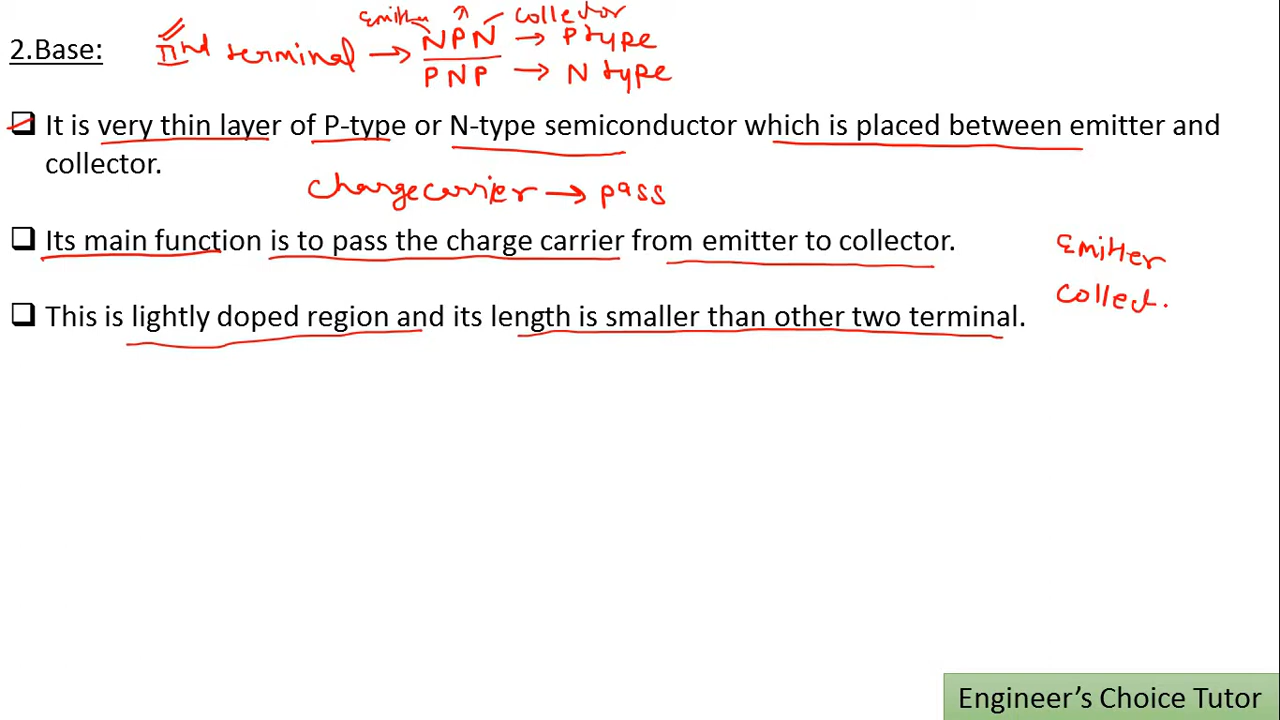 Emitter collector
2.Base: IInd terminal → NPN → P type
PNP → N type
It is very thin layer of P-type or N-type semiconductor which is placed between emitter and
collector.
charge carrier → pass
Its main function is to pass the charge carrier from emitter to collector.
Emitter
collect.
This is lightly doped region and its length is smaller than other two terminal.
Engineer's Choice Tutor